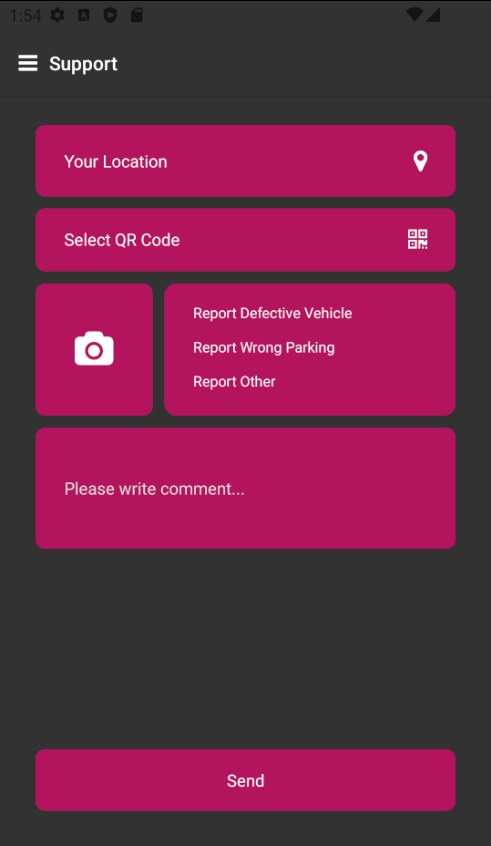 1:54
Support
Your Location
Select QR Code
Report Defective Vehicle
Report Wrong Parking
Report Other
Please write comment...
Send